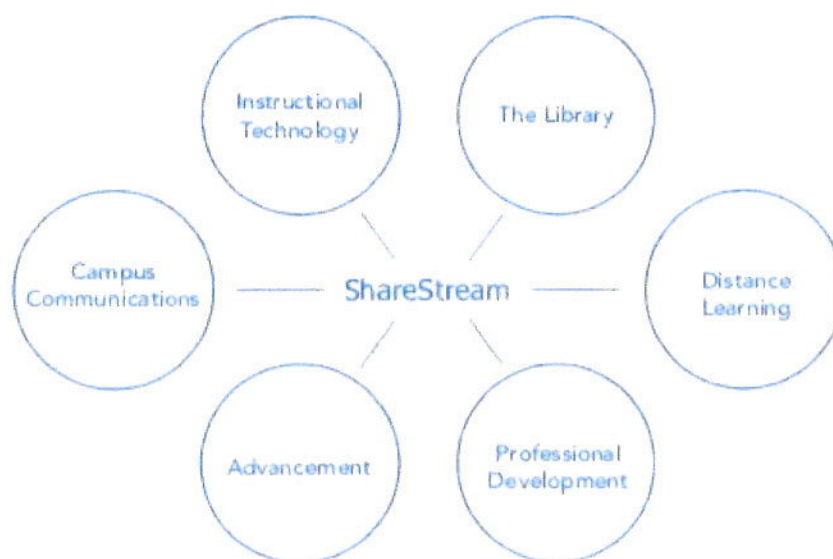 Instructional
Technology
The Library
Campus
Communications
ShareStream
Distance
Learning
Advancement
Professional
Development